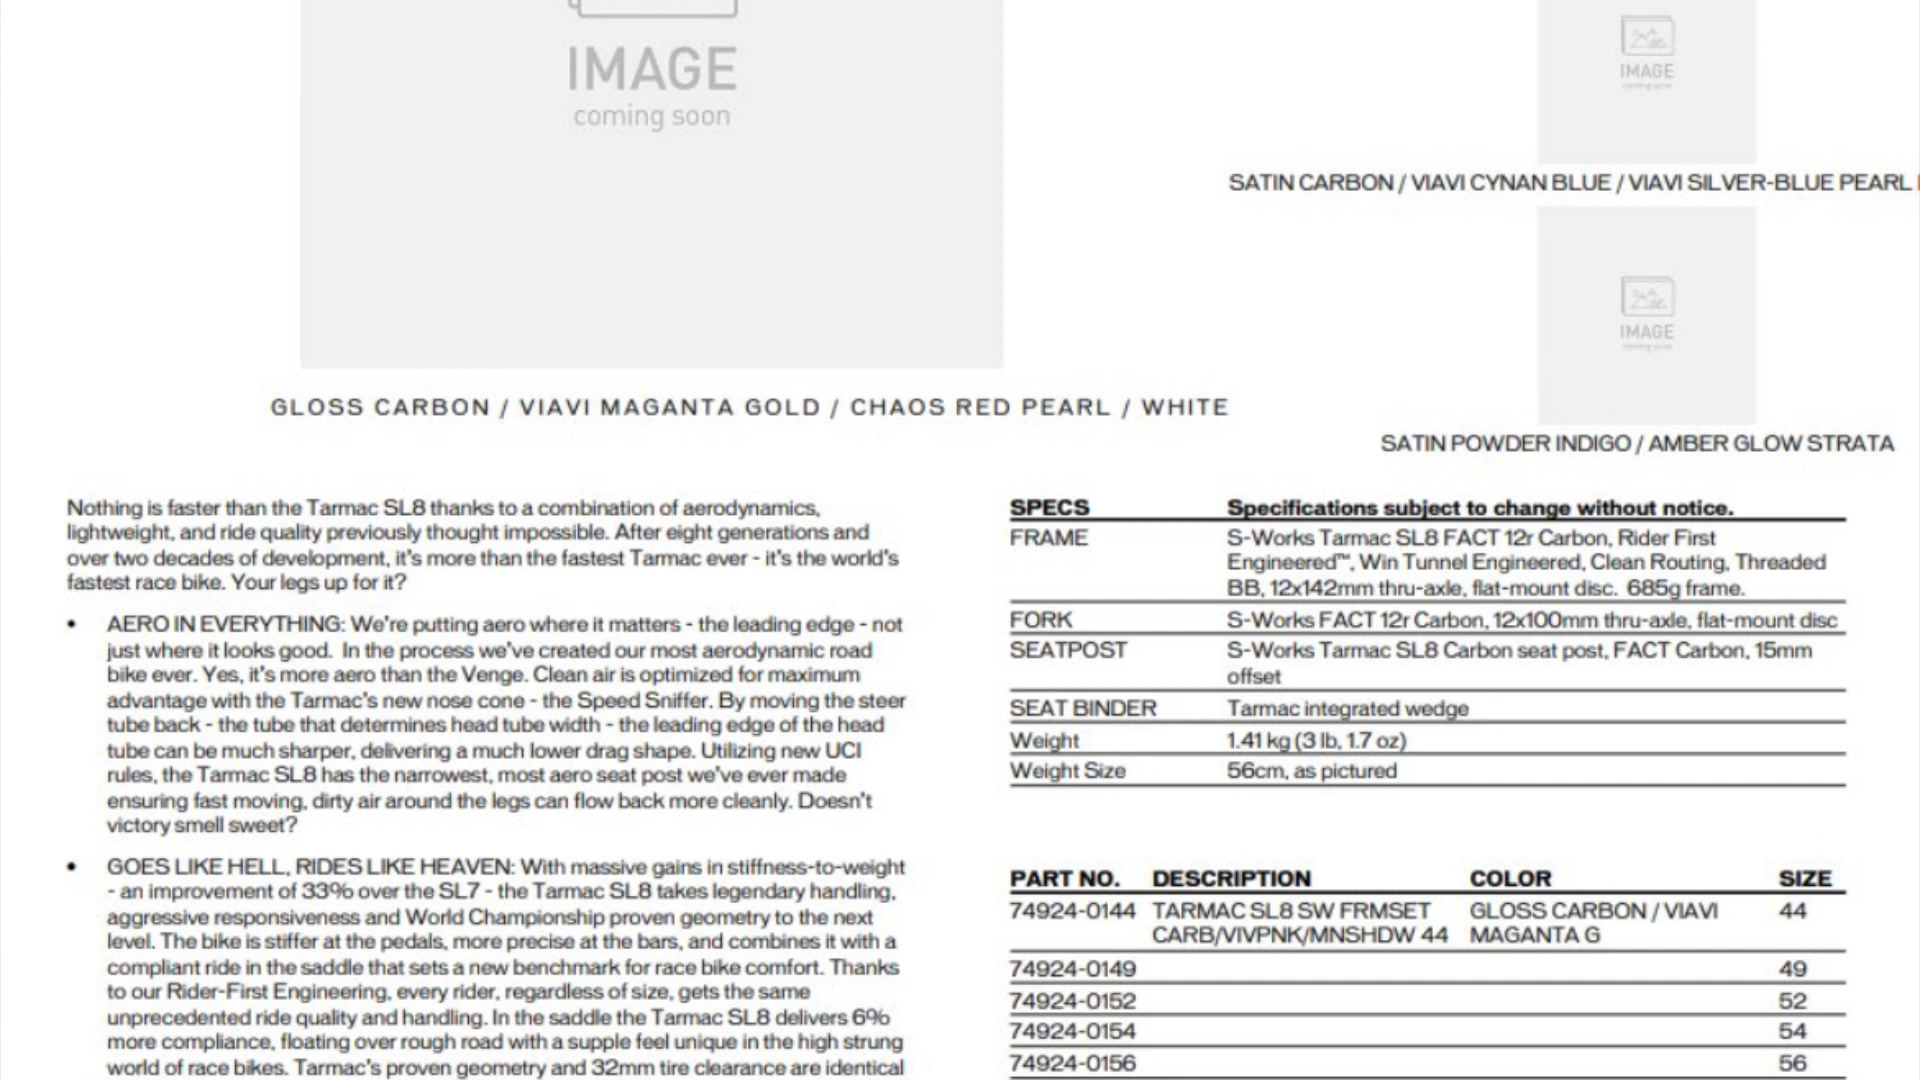 IMAGE
coming soon
IMAGE
coming soon
SATIN CARBON / VIAVI CYNAN BLUE / VIAVI SILVER-BLUE PEARL
IMAGE
coming soon
GLOSS CARBON / VIAVI MAGANTA GOLD / CHAOS RED PEARL / WHITE
SATIN POWDER INDIGO / AMBER GLOW STRATA
Nothing is faster than the Tarmac SL8 thanks to a combination of aerodynamics,
lightweight, and ride quality previously thought impossible. After eight generations and
over two decades of development, it's more than the fastest Tarmac ever - it's the world's
fastest race bike. Your legs up for it?
• AERO IN EVERYTHING: We're putting aero where it matters - the leading edge - not
just where it looks good. In the process we've created our most aerodynamic road
bike ever. Yes, it's more aero than the Venge. Clean air is optimized for maximum
advantage with the Tarmac's new nose cone - the Speed Sniffer. By moving the steer
tube back - the tube that determines head tube width - the leading edge of the head
tube can be much sharper, delivering a much lower drag shape. Utilizing new UCI
rules, the Tarmac SL8 has the narrowest, most aero seat post we've ever made
ensuring fast moving, dirty air around the legs can flow back more cleanly. Doesn't
victory smell sweet?
• GOES LIKE HELL, RIDES LIKE HEAVEN: With massive gains in stiffness-to-weight
- an improvement of 33% over the SL7 - the Tarmac SL8 takes legendary handling,
aggressive responsiveness and World Championship proven geometry to the next
level. The bike is stiffer at the pedals, more precise at the bars, and combines it with a
compliant ride in the saddle that sets a new benchmark for race bike comfort. Thanks
to our Rider-First Engineering, every rider, regardless of size, gets the same
unprecedented ride quality and handling. In the saddle the Tarmac SL8 delivers 6%
more compliance, floating over rough road with a supple feel unique in the high strung
world of race bikes. Tarmac's proven geometry and 32mm tire clearance are identical
SPECS Specifications subject to change without notice.
FRAME S-Works Tarmac SL8 FACT 12r Carbon, Rider First
Engineered™, Win Tunnel Engineered, Clean Routing, Threaded
BB, 12x142mm thru-axle, flat-mount disc. 685g frame.
FORK S-Works FACT 12r Carbon, 12x100mm thru-axle, flat-mount disc
SEATPOST S-Works Tarmac SL8 Carbon seat post, FACT Carbon, 15mm
offset
SEAT BINDER Tarmac integrated wedge
Weight 1.41 kg (3 lb, 1.7 oz)
Weight Size 56cm, as pictured
PART NO. DESCRIPTION COLOR SIZE
74924-0144 TARMAC SL8 SW FRMSET GLOSS CARBON / VIAVI 44
CARB/VIVPNK/MNSHDW 44 MAGANTA G
74924-0149 49
74924-0152 52
74924-0154 54
74924-0156 56